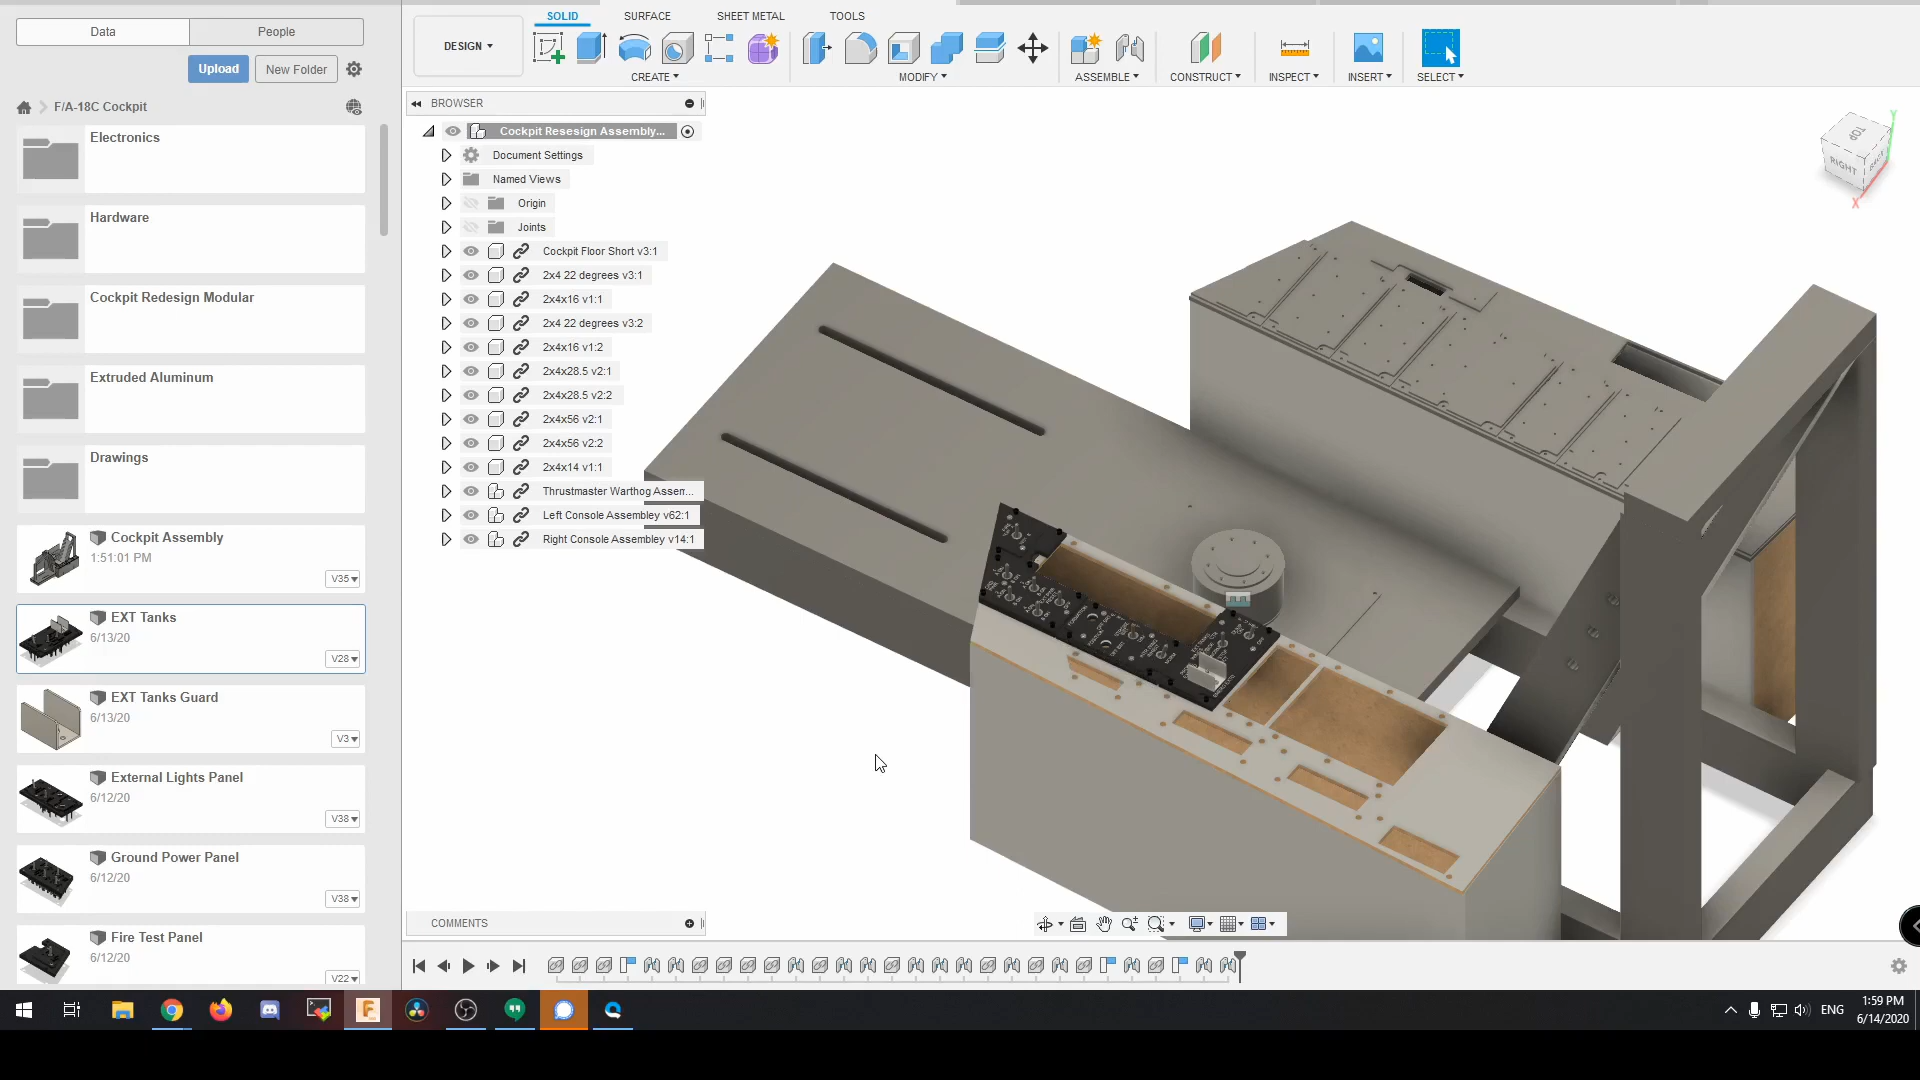 Data
People
Upload
New Folder
F/A-18C Cockpit
Electronics
Hardware
Cockpit Redesign Modular
Extruded Aluminum
Drawings
Cockpit Assembly
1:51:01 PM
V35
EXT Tanks
6/13/20
V28
EXT Tanks Guard
6/13/20
V3
External Lights Panel
6/12/20
V38
Ground Power Panel
6/12/20
V38
Fire Test Panel
6/12/20
V22
DESIGN
SOLID
SURFACE
SHEET METAL
TOOLS
CREATE
MODIFY
ASSEMBLE
CONSTRUCT
INSPECT
INSERT
SELECT
BROWSER
Cockpit Resesign Assembly...
Document Settings
Named Views
Origin
Joints
Cockpit Floor Short v3:1
2x4 22 degrees v3:1
2x4x16 v1:1
2x4 22 degrees v3:2
2x4x16 v1:2
2x4x28.5 v2:1
2x4x28.5 v2:2
2x4x56 v2:1
2x4x56 v2:2
2x4x14 v1:1
Thrustmaster Warthog Assem...
Left Console Assembley v62:1
Right Console Assembley v14:1
TOP
RIGHT
BACK
Y
X
COMMENTS
ENG
1:59 PM
6/14/2020